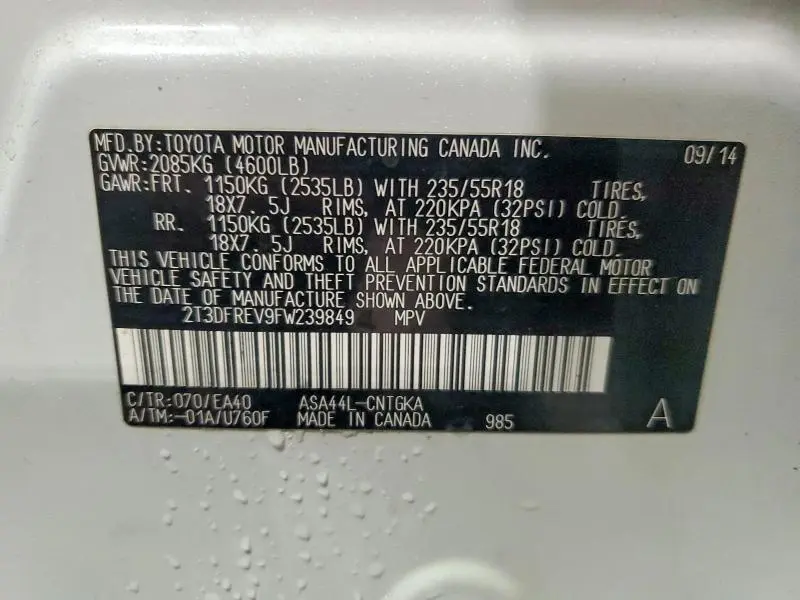 MFD. BY: TOYOTA MOTOR MANUFACTURING CANADA INC. 09/14
GVWR: 2085KG (4600LB)
GAWR: FRT. 1150KG (2535LB) WITH 235/55R18 TIRES,
18X7. 5J RIMS, AT 220KPA (32PSI) COLD.
RR. 1150KG (2535LB) WITH 235/55R18 TIRES,
18X7. 5J RIMS, AT 220KPA (32PSI) COLD.
THIS VEHICLE CONFORMS TO ALL APPLICABLE FEDERAL MOTOR
VEHICLE SAFETY AND THEFT PREVENTION STANDARDS IN EFFECT ON
THE DATE OF MANUFACTURE SHOWN ABOVE.
2T3DFREV9FW239849 MPV
C/TR: 070/EA40 ASA44L-CNTGKA
A/TM: -01A/U760F MADE IN CANADA 985 A